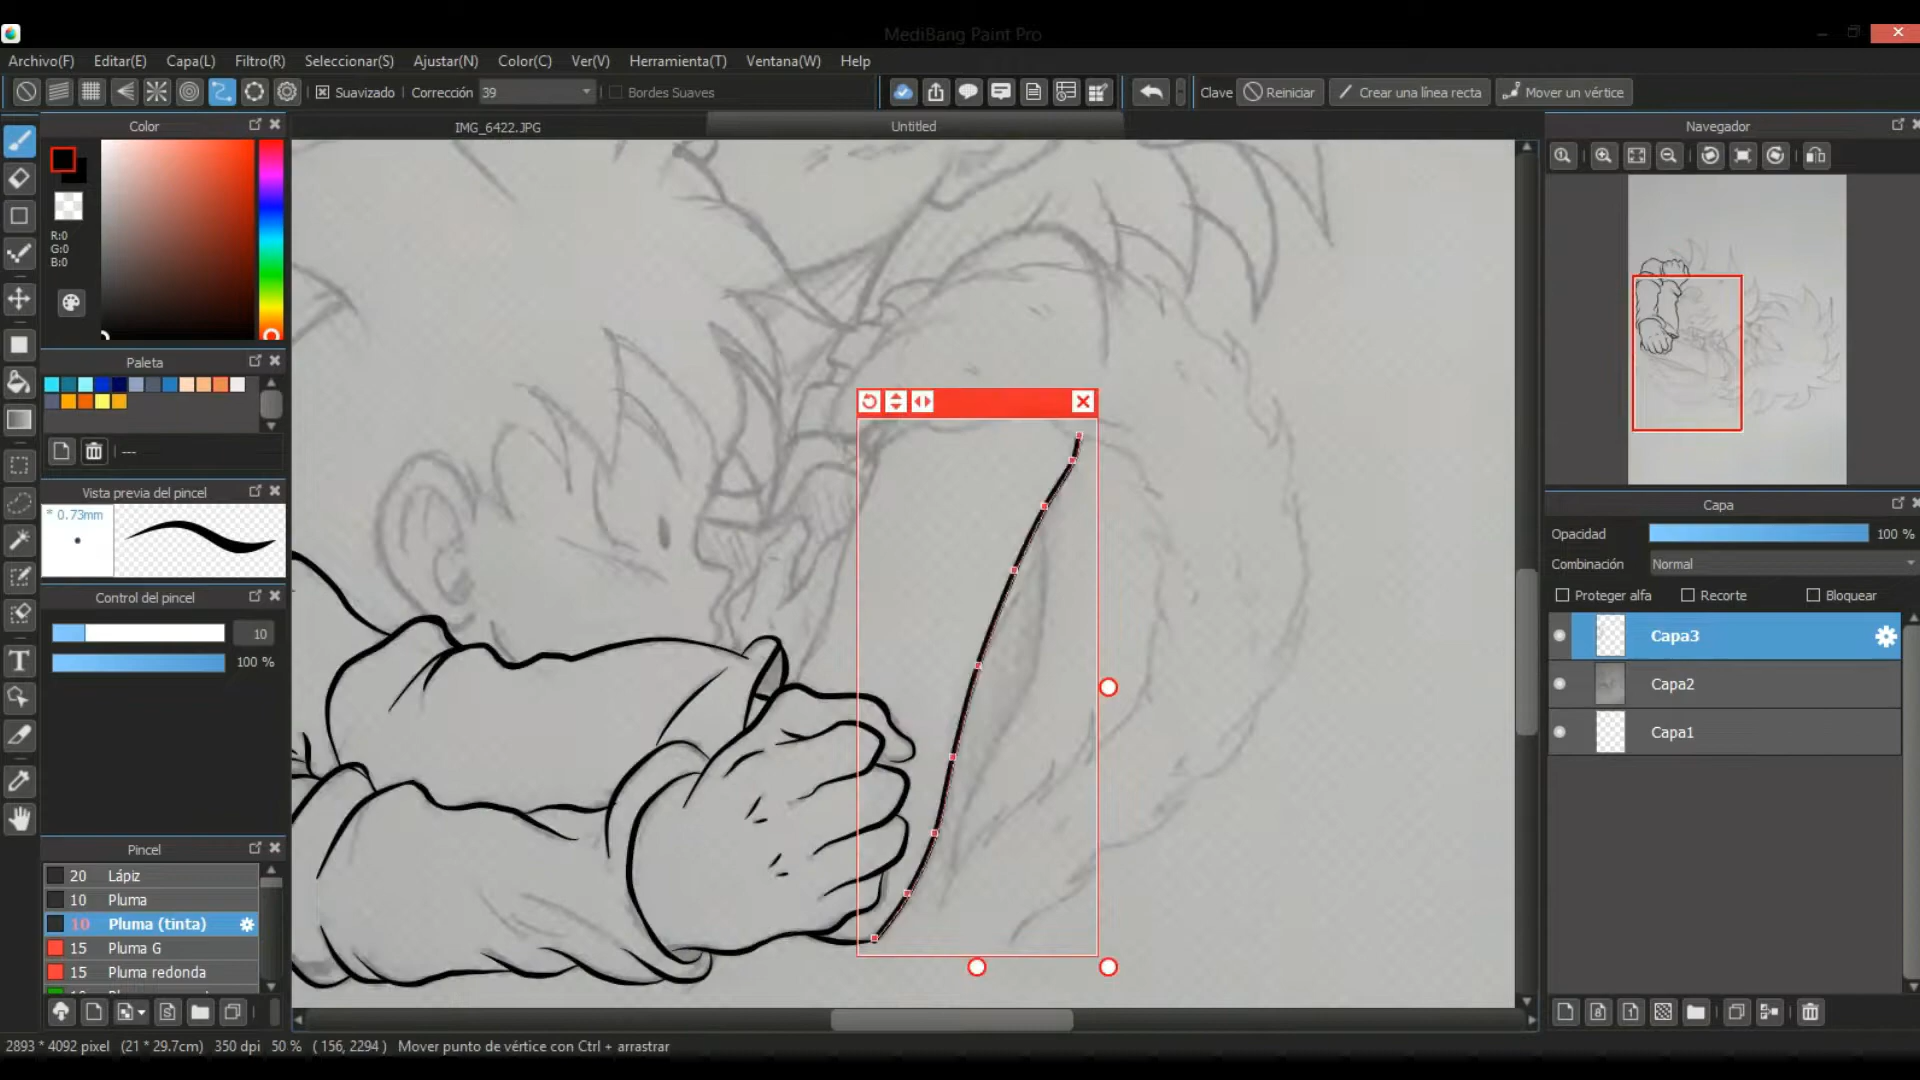 MediBang Paint Pro
Archivo(F) Editar(E) Capa(L) Filtro(R) Seleccionar(S) Ajustar(N) Color(C) Ver(V) Herramienta(T) Ventana(W) Help
Suavizado Corrección 39 Bordes Suaves Clave Reiniciar Crear una línea recta Mover un vértice
Color
IMG_6422.JPG
Untitled
Navegador
R:0
G:0
B:0
Paleta
---
Vista previa del pincel
* 0.73mm
Control del pincel
10
100 %
Pincel
20 Lápiz
10 Pluma
10 Pluma (tinta)
15 Pluma G
15 Pluma redonda
Capa
Opacidad 100 %
Combinación Normal
Proteger alfa Recorte Bloquear
Capa3
Capa2
Capa1
2893 * 4092 pixel (21 * 29.7cm) 350 dpi 50 % ( 156, 2294 ) Mover punto de vértice con Ctrl + arrastrar